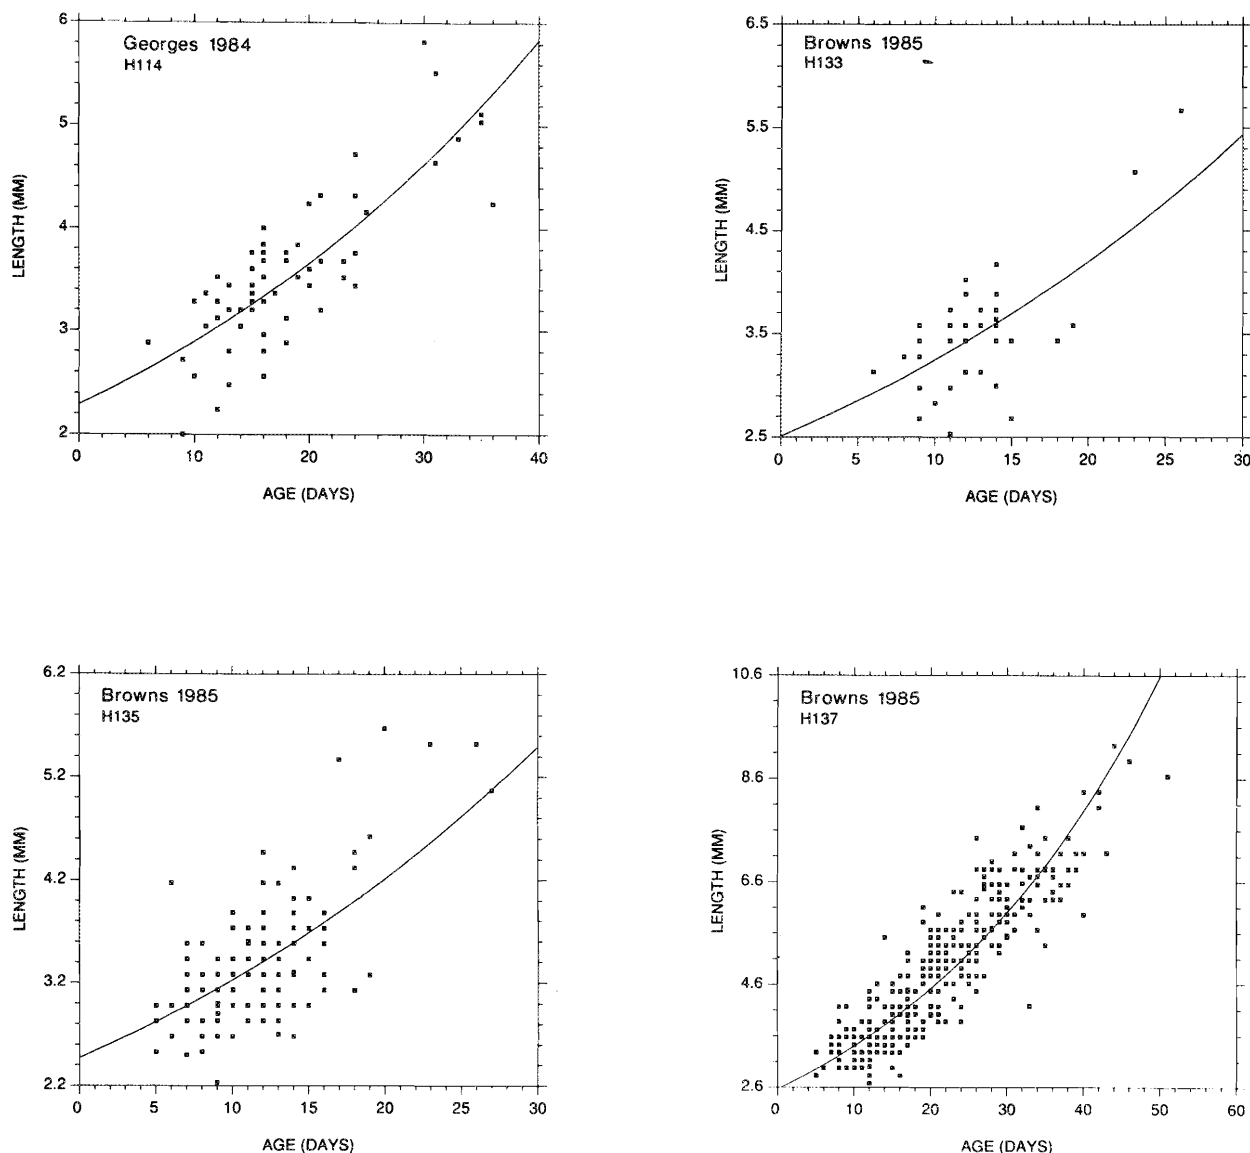 Georges 1984
H114
6
5
4
3
2
LENGTH (MM)
0
10
20
30
40
AGE (DAYS)
Browns 1985
H133
6.5
5.5
4.5
3.5
2.5
LENGTH (MM)
0
5
10
15
20
25
30
AGE (DAYS)
Browns 1985
H135
6.2
5.2
4.2
3.2
2.2
LENGTH (MM)
0
5
10
15
20
25
30
AGE (DAYS)
Browns 1985
H137
10.6
8.6
6.6
4.6
2.6
LENGTH (MM)
0
10
20
30
40
50
60
AGE (DAYS)